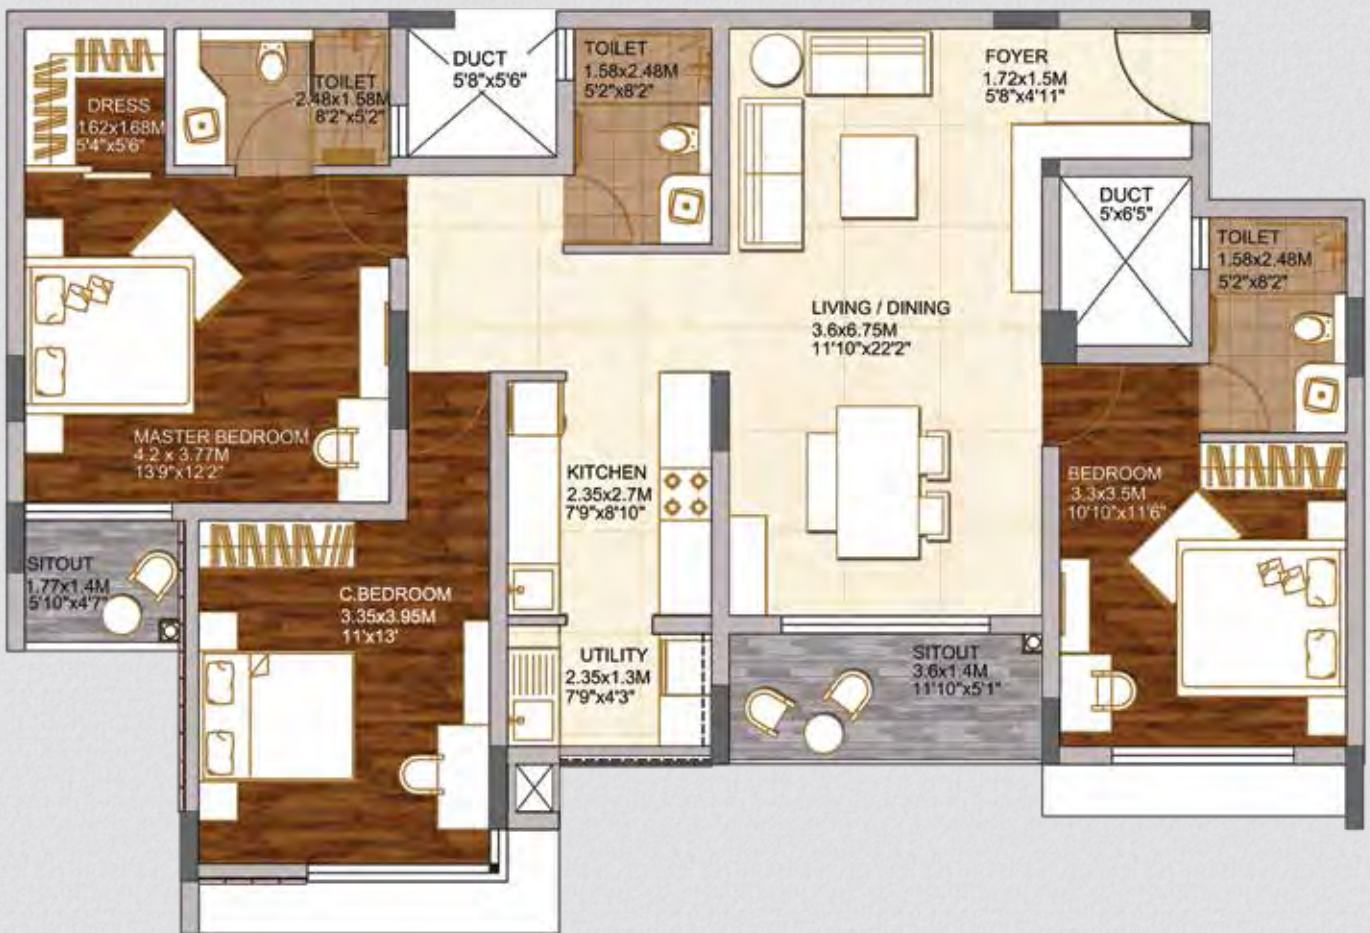 DRESS
1.62x1.68M
5'4"x5'6"
TOILET
2.48x1.58M
8'2"x5'2"
DUCT
5'8"x5'6"
TOILET
1.58x2.48M
5'2"x8'2"
FOYER
1.72x1.5M
5'8"x4'11"
DUCT
5'x6'5"
TOILET
1.58x2.48M
5'2"x8'2"
LIVING / DINING
3.6x6.75M
11'10"x22'2"
MASTER BEDROOM
4.2 x 3.77M
13'9"x12'2"
KITCHEN
2.35x2.7M
7'9"x8'10"
BEDROOM
3.3x3.5M
10'10"x11'6"
SITOUT
1.77x1.4M
5'10"x4'7"
C.BEDROOM
3.35x3.95M
11'x13'
UTILITY
2.35x1.3M
7'9"x4'3"
SITOUT
3.6x1.4M
11'10"x5'1"